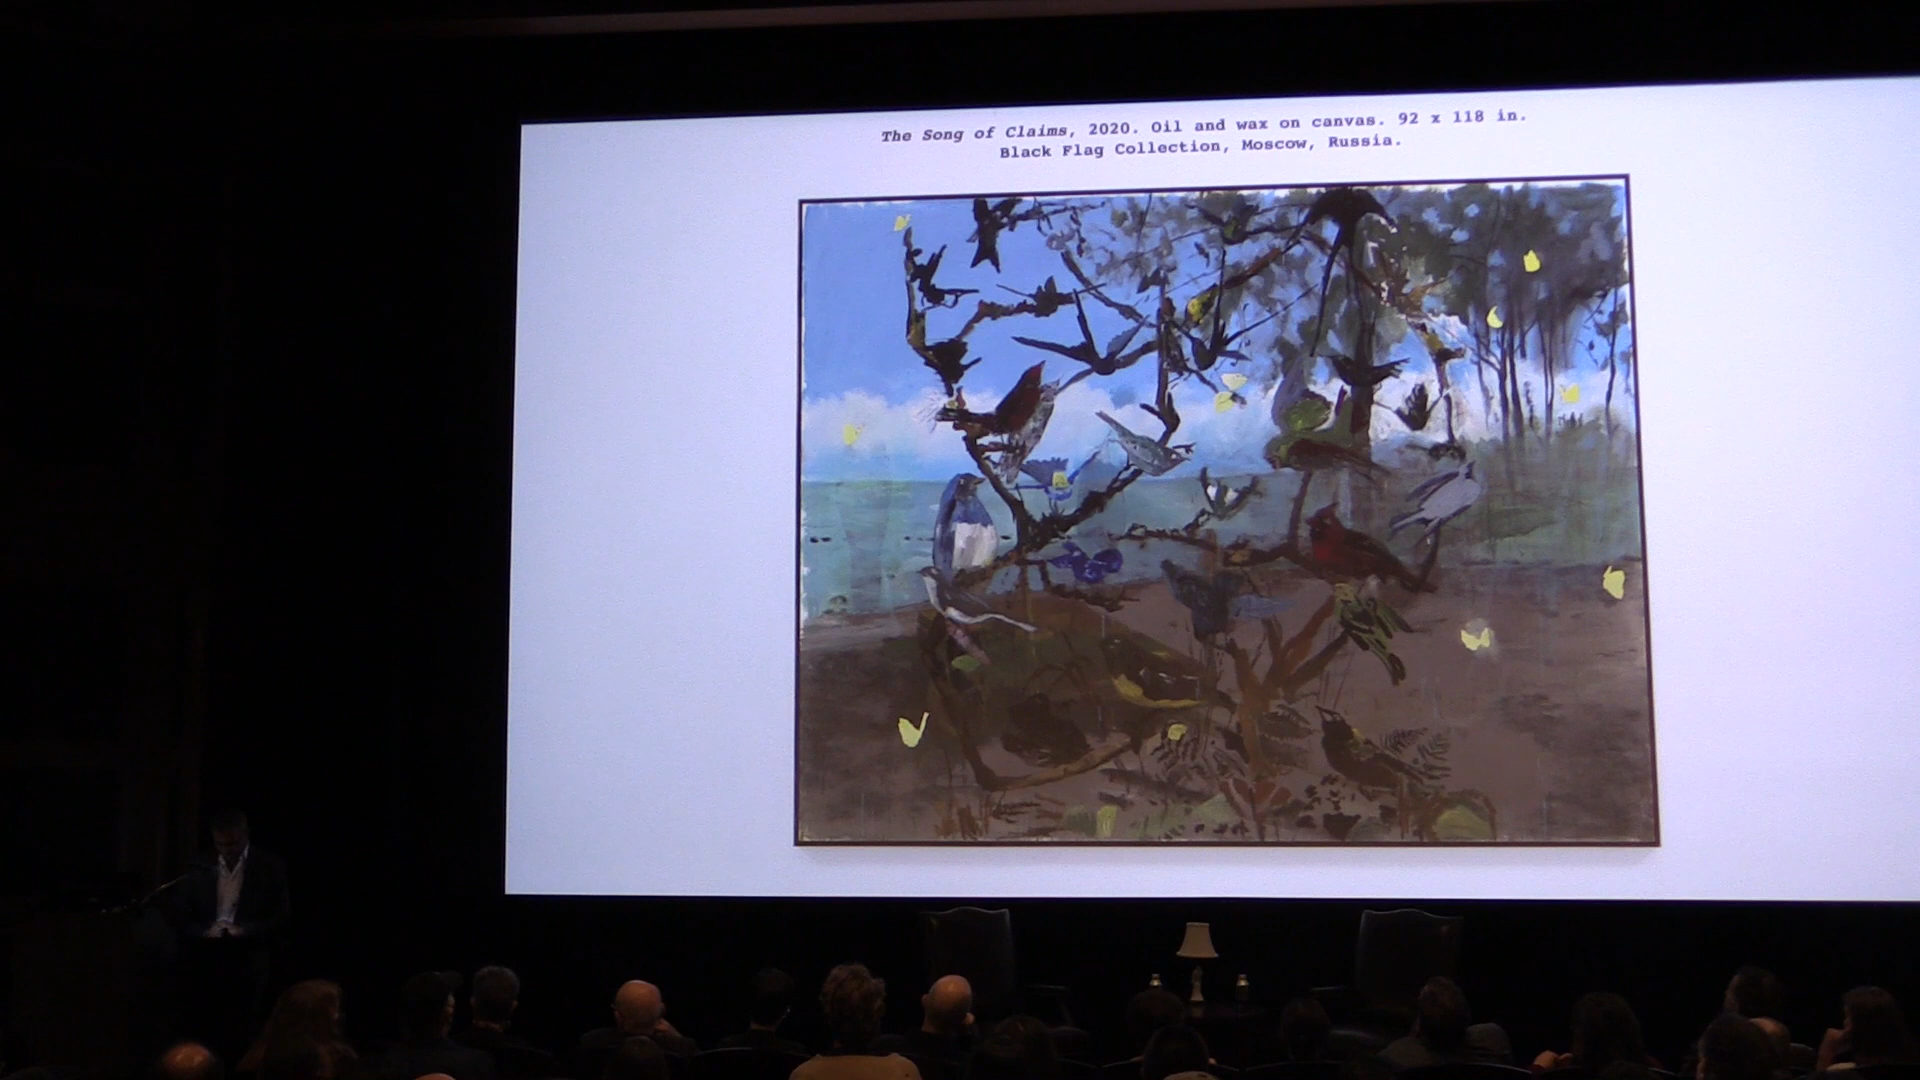 The Song of Claims, 2020. Oil and wax on canvas. 92 x 118 in.
Black Flag Collection, Moscow, Russia.